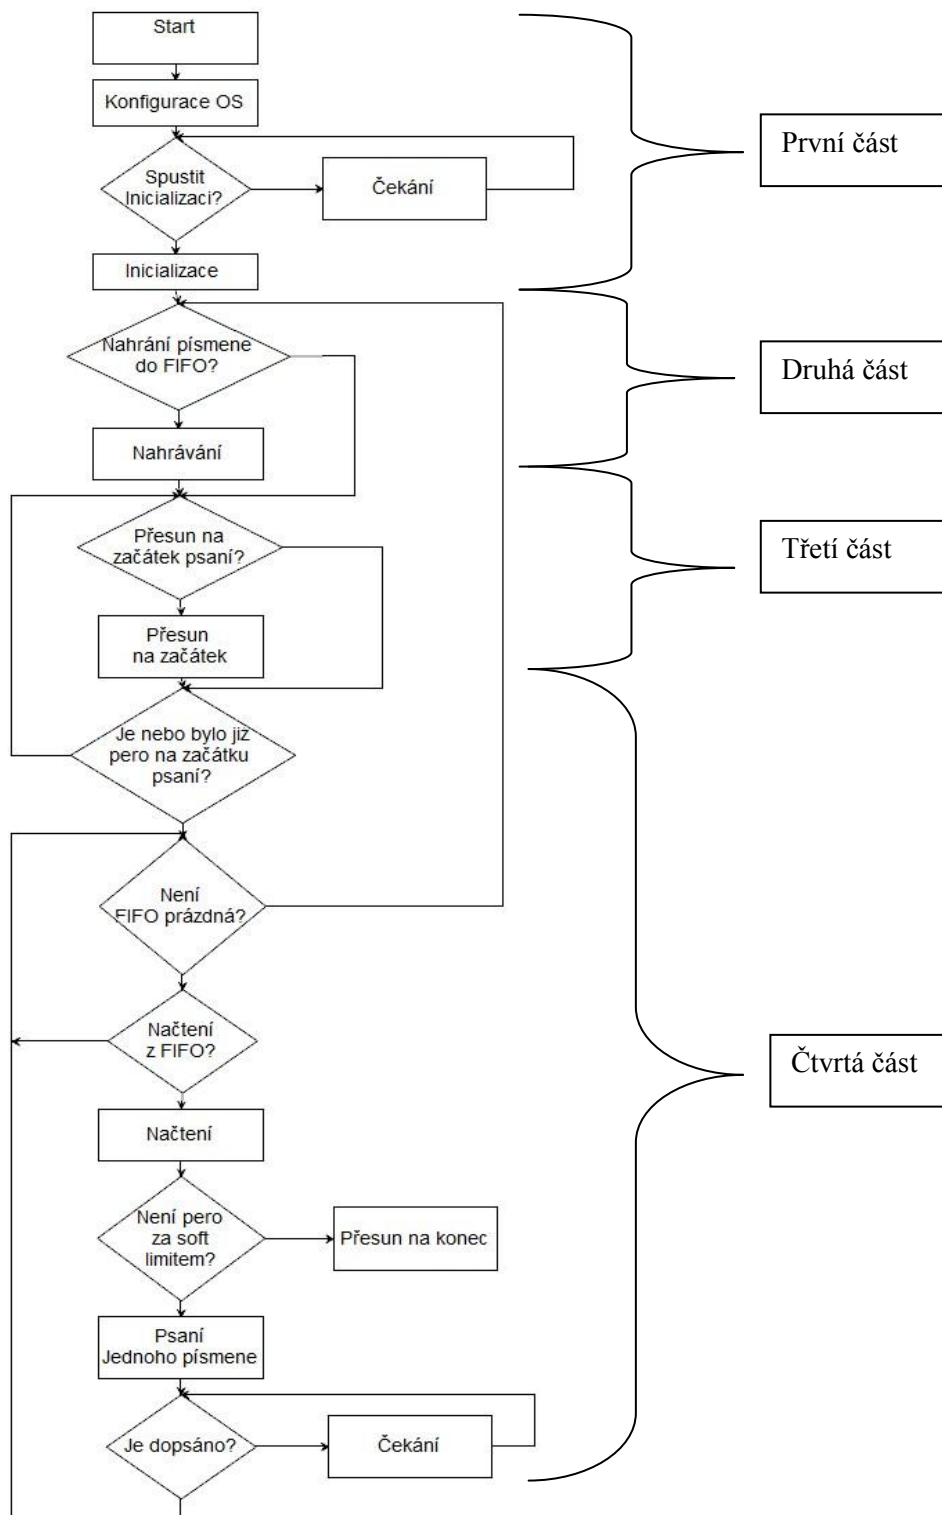 Start
Konfigurace OS
První část
Spustit
Inicializaci?
Čekání
Inicializace
Nahrání písmene
do FIFO?
Druhá část
Nahrávání
Přesun na
začátek psaní?
Třetí část
Přesun
na začátek
Je nebo bylo již
pero na začátku
psaní?
Není
FIFO prázdná?
Načtení
z FIFO?
Čtvrtá část
Načtení
Není pero
za soft
limitem?
Přesun na konec
Psaní
Jednoho písmene
Je dopsáno?
Čekání